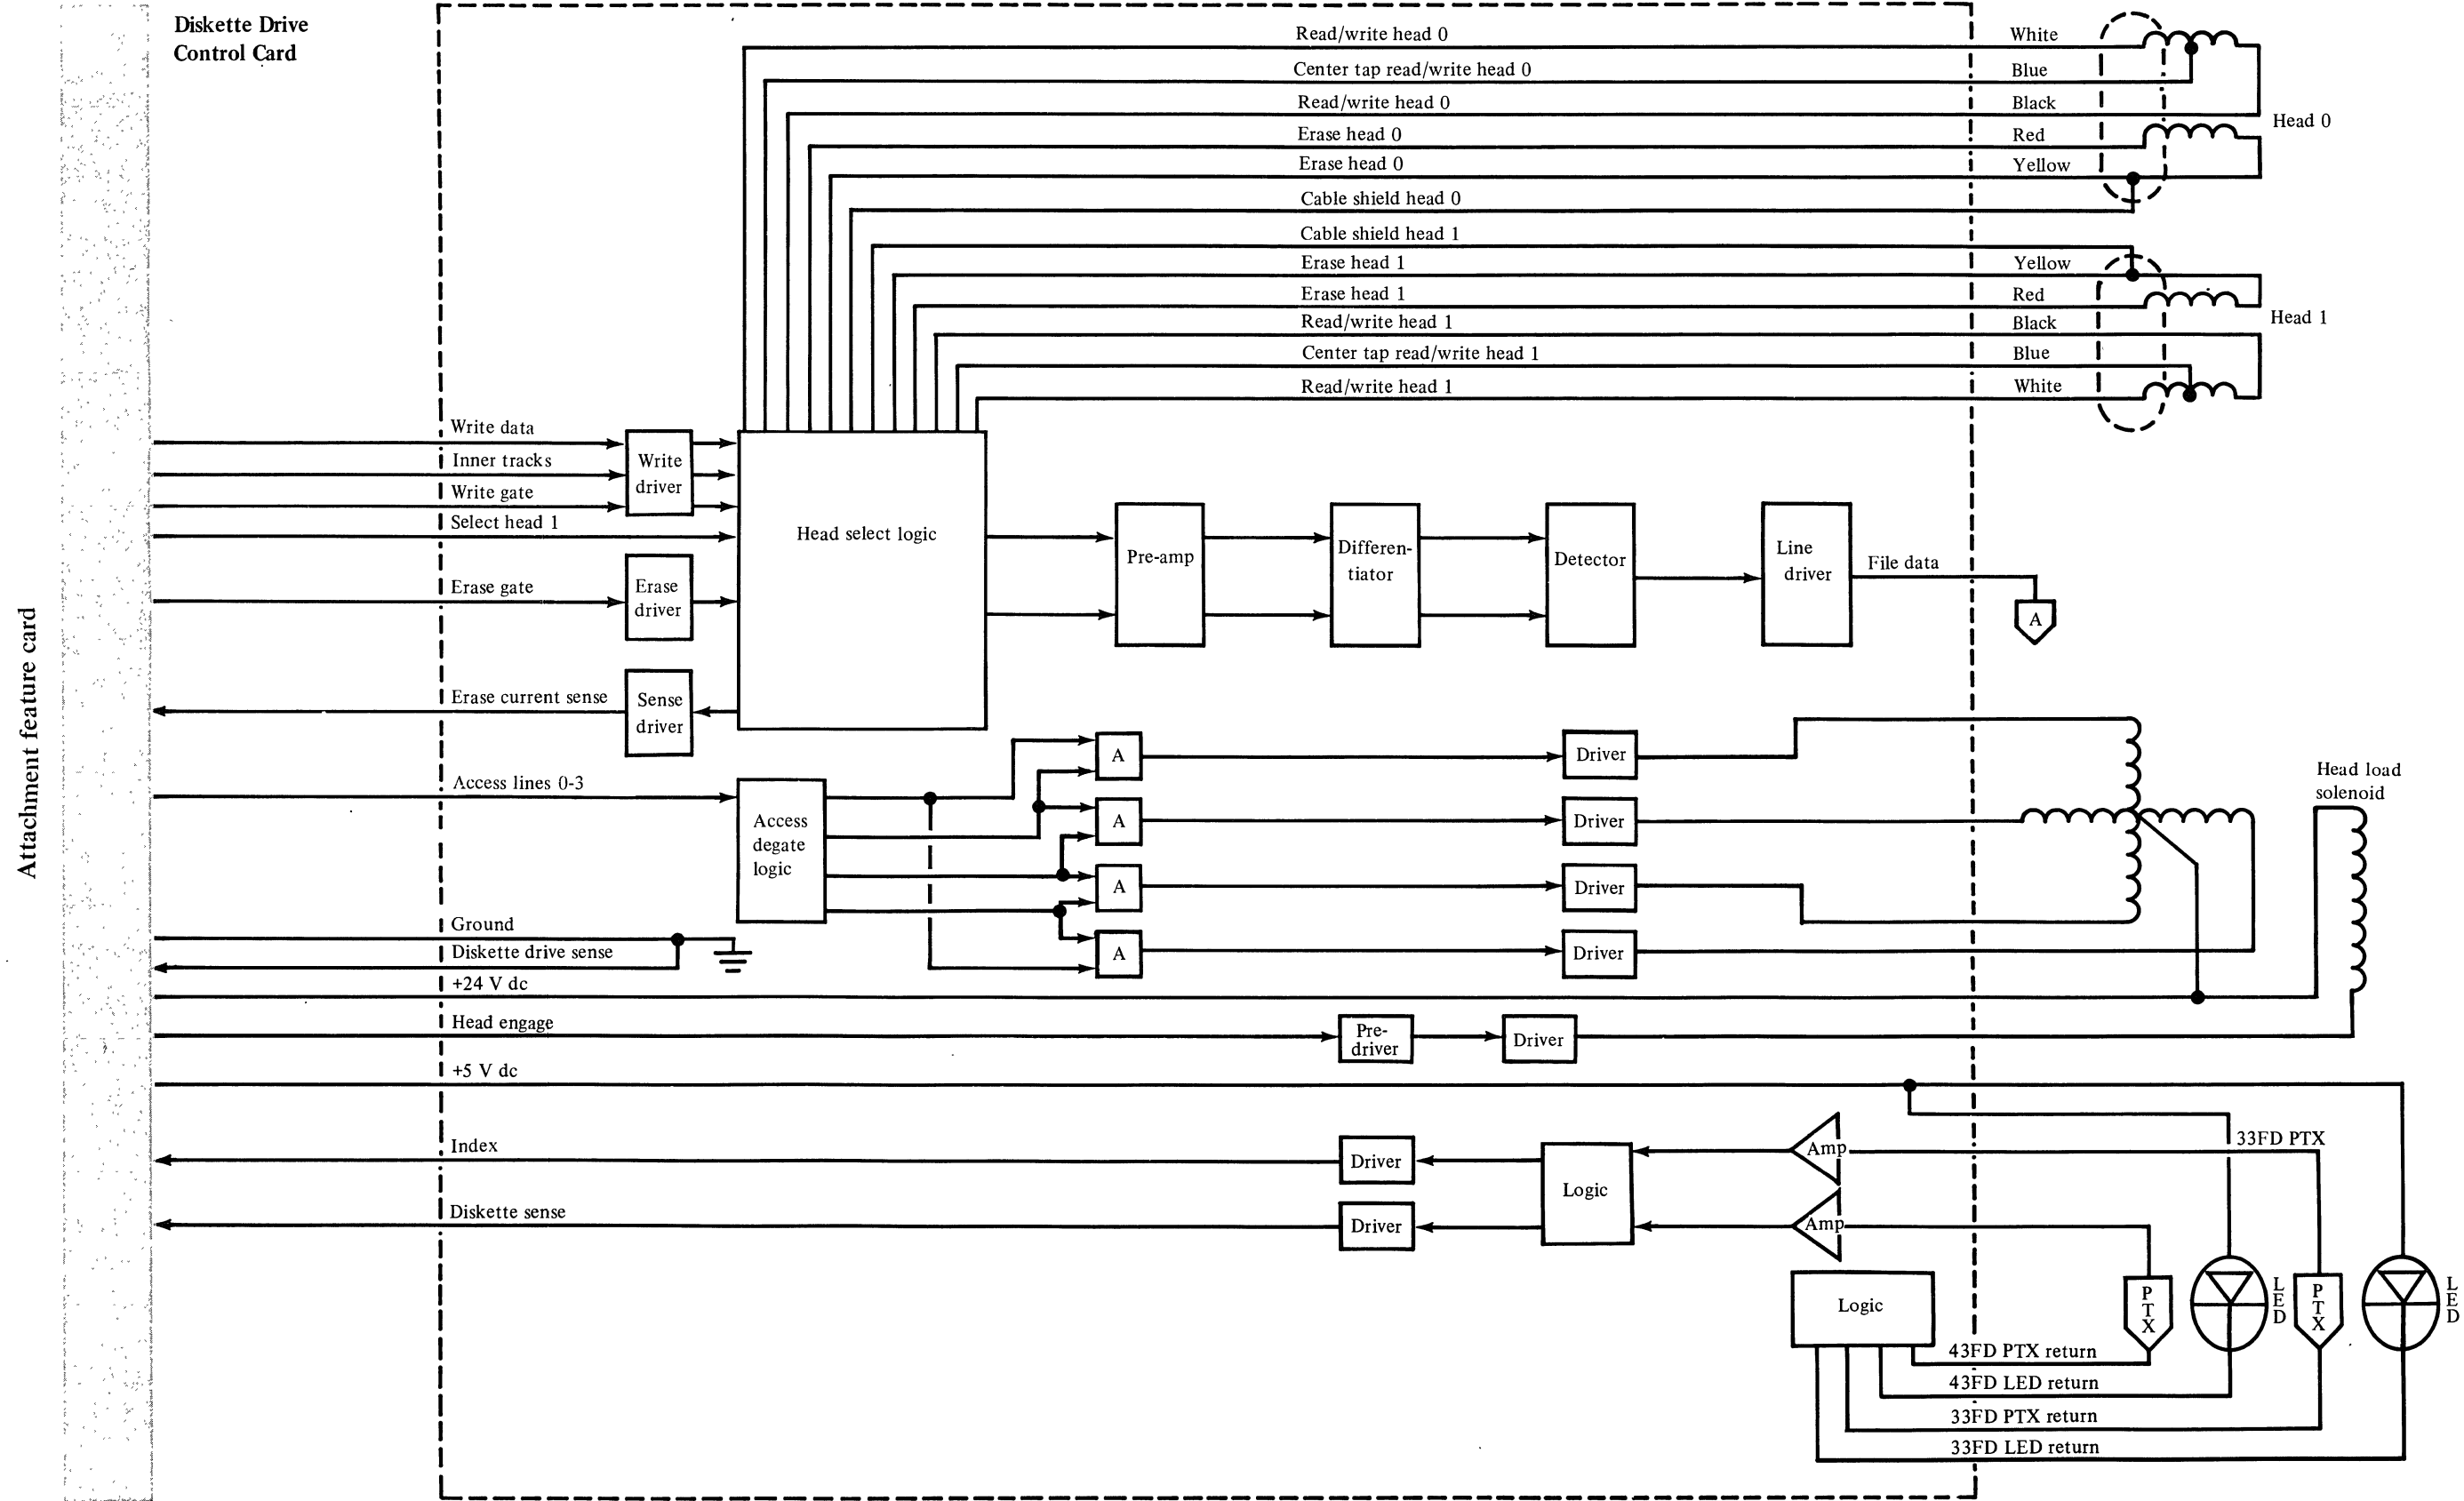 Diskette Drive
Control Card
Attachment feature card
Read/write head 0
White
Center tap read/write head 0
Blue
Read/write head 0
Black
Head 0
Erase head 0
Red
Erase head 0
Yellow
Cable shield head 0
Cable shield head 1
Erase head 1
Yellow
Erase head 1
Red
Head 1
Read/write head 1
Black
Center tap read/write head 1
Blue
Read/write head 1
White
Write data
Inner tracks
Write gate
Select head 1
Write
driver
Erase gate
Erase
driver
Erase current sense
Sense
driver
Head select logic
Pre-amp
Differen-
tiator
Detector
Line
driver
File data
A
Access lines 0-3
Access
degate
logic
A
Driver
A
Driver
A
Driver
A
Driver
Head load
solenoid
Ground
Diskette drive sense
+24 V dc
Head engage
Pre-
driver
Driver
+5 V dc
Index
Driver
Logic
Amp
33FD PTX
Diskette sense
Driver
Amp
Logic
PTX
LED
PTX
LED
43FD PTX return
43FD LED return
33FD PTX return
33FD LED return